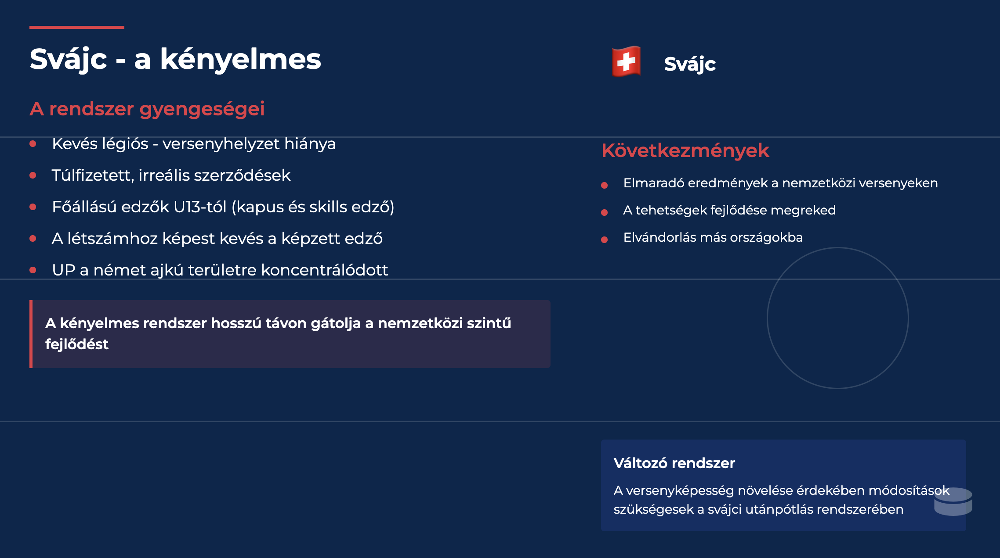 Svájc - a kényelmes
A rendszer gyengeségei
Kevés légiós - versenyhelyzet hiánya
Túlfizetett, irreális szerződések
Főállású edzők U13-tól (kapus és skills edző)
A létszámhoz képest kevés a képzett edző
UP a német ajkú területre koncentrálódott
A kényelmes rendszer hosszú távon gátolja a nemzetközi szintű
fejlődést
Svájc
Következmények
Elmaradó eredmények a nemzetközi versenyeken
A tehetségek fejlődése megreked
Elvándorlás más országokba
Változó rendszer
A versenyképesség növelése érdekében módosítások
szükségesek a svájci utánpótlás rendszerében